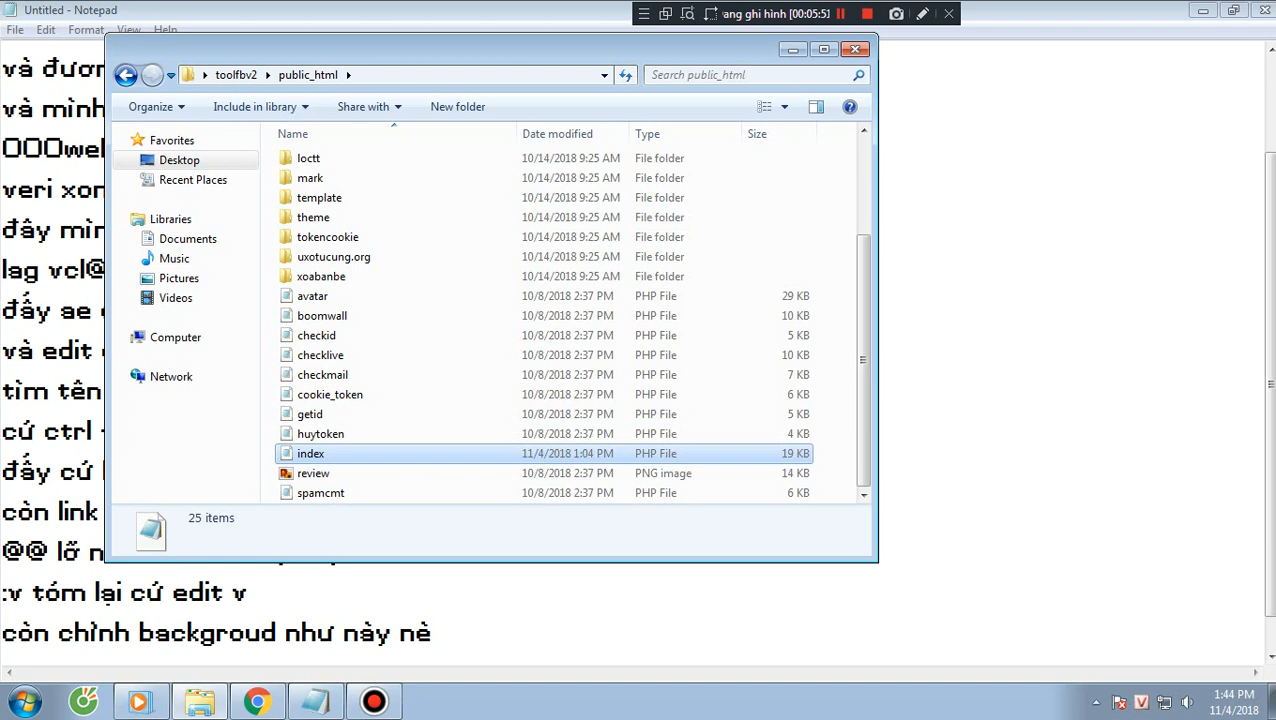 Untitled - Notepad
File Edit Format View Help
ang ghi hình [00:05:51]
toolfbv2 public_html
Search public_html
Organize Include in library Share with New folder
Name Date modified Type Size
Favorites
Desktop
Recent Places
Libraries
Documents
Music
Pictures
Videos
Computer
Network
loctt 10/14/2018 9:25 AM File folder
mark 10/14/2018 9:25 AM File folder
template 10/14/2018 9:25 AM File folder
theme 10/14/2018 9:25 AM File folder
tokencookie 10/14/2018 9:25 AM File folder
uxotucung.org 10/14/2018 9:25 AM File folder
xoabanbe 10/14/2018 9:25 AM File folder
avatar 10/8/2018 2:37 PM PHP File 29 KB
boomwall 10/8/2018 2:37 PM PHP File 10 KB
checkid 10/8/2018 2:37 PM PHP File 5 KB
checklive 10/8/2018 2:37 PM PHP File 10 KB
checkmail 10/8/2018 2:37 PM PHP File 7 KB
cookie_token 10/8/2018 2:37 PM PHP File 6 KB
getid 10/8/2018 2:37 PM PHP File 5 KB
huytoken 10/8/2018 2:37 PM PHP File 4 KB
index 11/4/2018 1:04 PM PHP File 19 KB
review 10/8/2018 2:37 PM PNG image 14 KB
spamcmt 10/8/2018 2:37 PM PHP File 6 KB
25 items
và đươn
và mình
000wel
veri xon
đây mìn
lag vcl@
đấy ae
và edit
tìm tên
cứ ctrl
đấy cứ
còn link
@@ lỗ
:v tóm lại cứ edit v
còn chỉnh backgroud như này nè
1:44 PM
11/4/2018